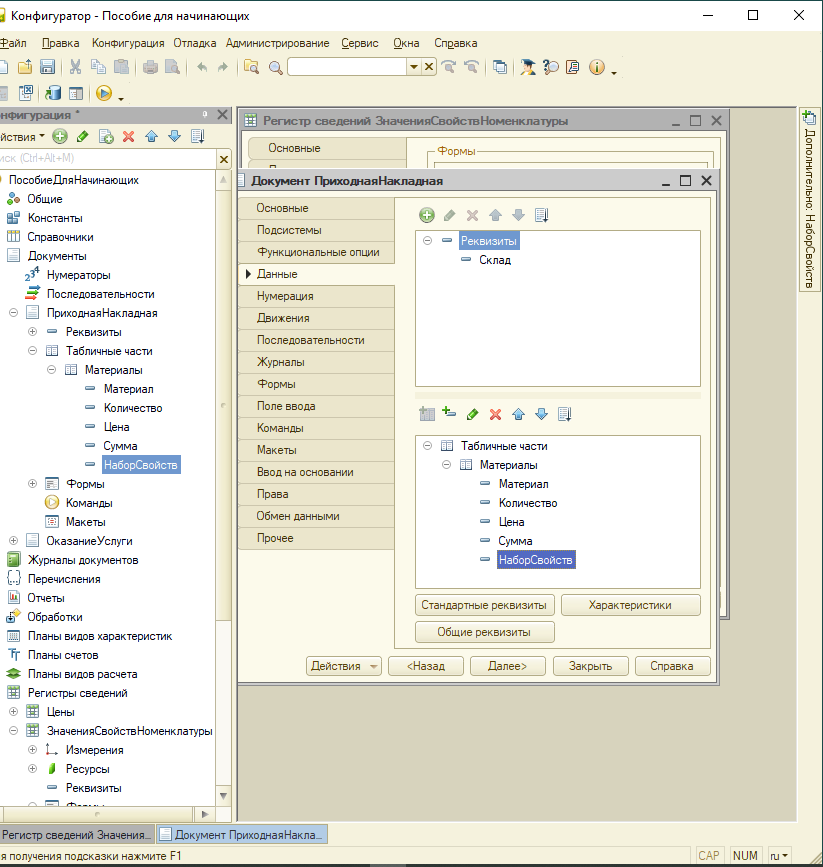 Конфигуратор - Пособие для начинающих
Файл Правка Конфигурация Отладка Администрирование Сервис Окна Справка
нфигурация *
йствия
иск (Ctrl+Alt+M)
ПособиеДляНачинающих
Общие
Константы
Справочники
Документы
Нумераторы
Последовательности
ПриходнаяНакладная
Реквизиты
Табличные части
Материалы
Материал
Количество
Цена
Сумма
НаборСвойств
Формы
Команды
Макеты
ОказаниеУслуги
Журналы документов
Перечисления
Отчеты
Обработки
Планы видов характеристик
Планы счетов
Планы видов расчета
Регистры сведений
Цены
ЗначенияСвойствНоменклатуры
Измерения
Ресурсы
Реквизиты
Формы
Регистр сведений ЗначенияСвойствНоменклатуры
Основные
Формы
Документ ПриходнаяНакладная
Основные
Подсистемы
Функциональные опции
Данные
Нумерация
Движения
Последовательности
Журналы
Формы
Поле ввода
Команды
Макеты
Ввод на основании
Права
Обмен данными
Прочее
Реквизиты
Склад
Табличные части
Материалы
Материал
Количество
Цена
Сумма
НаборСвойств
Стандартные реквизиты Характеристики
Общие реквизиты
Действия <Назад Далее> Закрыть Справка
Дополнительно: НаборСвойств
Регистр сведений Значения... Документ ПриходнаяНакла...
я получения подсказки нажмите F1 CAP NUM ru